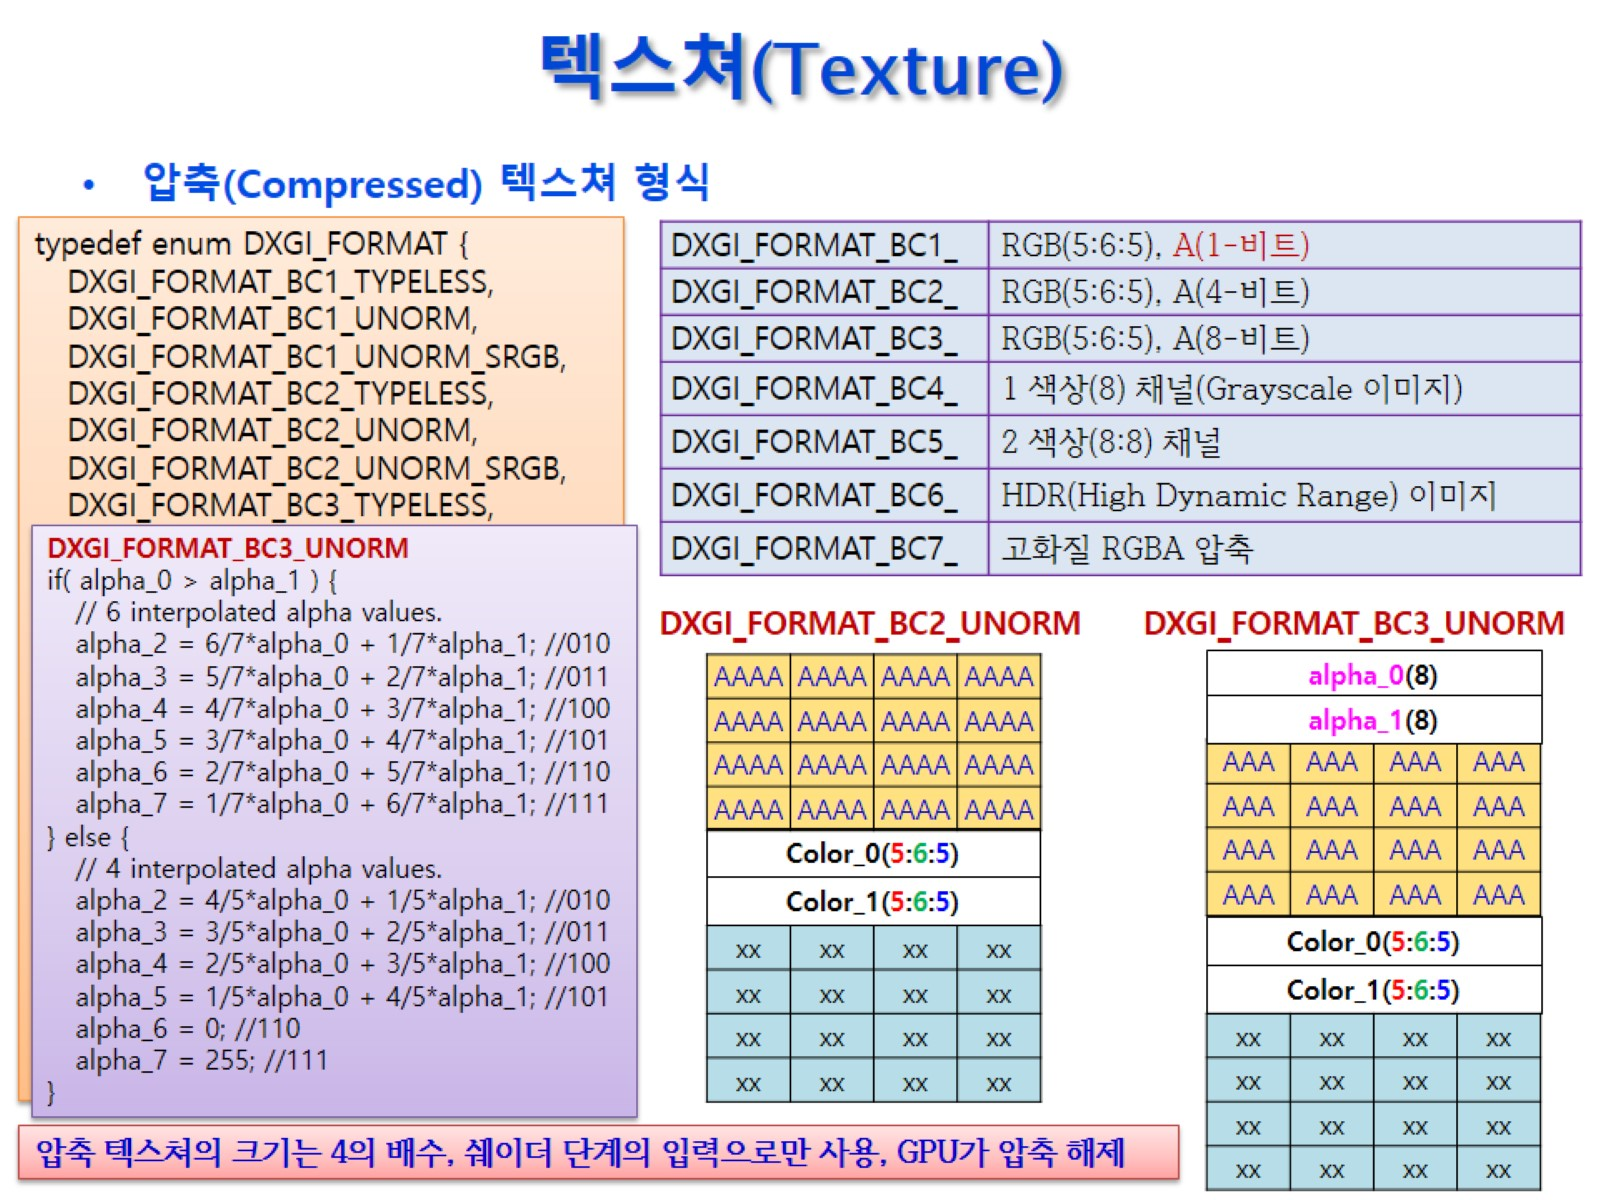 텍스쳐(Texture)
• 압축(Compressed) 텍스쳐 형식
typedef enum DXGI_FORMAT {
DXGI_FORMAT_BC1_TYPELESS,
DXGI_FORMAT_BC1_UNORM,
DXGI_FORMAT_BC1_UNORM_SRGB,
DXGI_FORMAT_BC2_TYPELESS,
DXGI_FORMAT_BC2_UNORM,
DXGI_FORMAT_BC2_UNORM_SRGB,
DXGI_FORMAT_BC3_TYPELESS,
DXGI_FORMAT_BC3_UNORM
if( alpha_0 > alpha_1 ) {
// 6 interpolated alpha values.
alpha_2 = 6/7*alpha_0 + 1/7*alpha_1; //010
alpha_3 = 5/7*alpha_0 + 2/7*alpha_1; //011
alpha_4 = 4/7*alpha_0 + 3/7*alpha_1; //100
alpha_5 = 3/7*alpha_0 + 4/7*alpha_1; //101
alpha_6 = 2/7*alpha_0 + 5/7*alpha_1; //110
alpha_7 = 1/7*alpha_0 + 6/7*alpha_1; //111
} else {
// 4 interpolated alpha values.
alpha_2 = 4/5*alpha_0 + 1/5*alpha_1; //010
alpha_3 = 3/5*alpha_0 + 2/5*alpha_1; //011
alpha_4 = 2/5*alpha_0 + 3/5*alpha_1; //100
alpha_5 = 1/5*alpha_0 + 4/5*alpha_1; //101
alpha_6 = 0; //110
alpha_7 = 255; //111
}
DXGI_FORMAT_BC1_ RGB(5:6:5), A(1-비트)
DXGI_FORMAT_BC2_ RGB(5:6:5), A(4-비트)
DXGI_FORMAT_BC3_ RGB(5:6:5), A(8-비트)
DXGI_FORMAT_BC4_ 1 색상(8) 채널(Grayscale 이미지)
DXGI_FORMAT_BC5_ 2 색상(8:8) 채널
DXGI_FORMAT_BC6_ HDR(High Dynamic Range) 이미지
DXGI_FORMAT_BC7_ 고화질 RGBA 압축
DXGI_FORMAT_BC2_UNORM
AAAA AAAA AAAA AAAA
AAAA AAAA AAAA AAAA
AAAA AAAA AAAA AAAA
AAAA AAAA AAAA AAAA
Color_0(5:6:5)
Color_1(5:6:5)
xx xx xx xx
xx xx xx xx
xx xx xx xx
xx xx xx xx
DXGI_FORMAT_BC3_UNORM
alpha_0(8)
alpha_1(8)
AAA AAA AAA AAA
AAA AAA AAA AAA
AAA AAA AAA AAA
AAA AAA AAA AAA
Color_0(5:6:5)
Color_1(5:6:5)
xx xx xx xx
xx xx xx xx
xx xx xx xx
xx xx xx xx
압축 텍스쳐의 크기는 4의 배수, 쉐이더 단계의 입력으로만 사용, GPU가 압축 해제